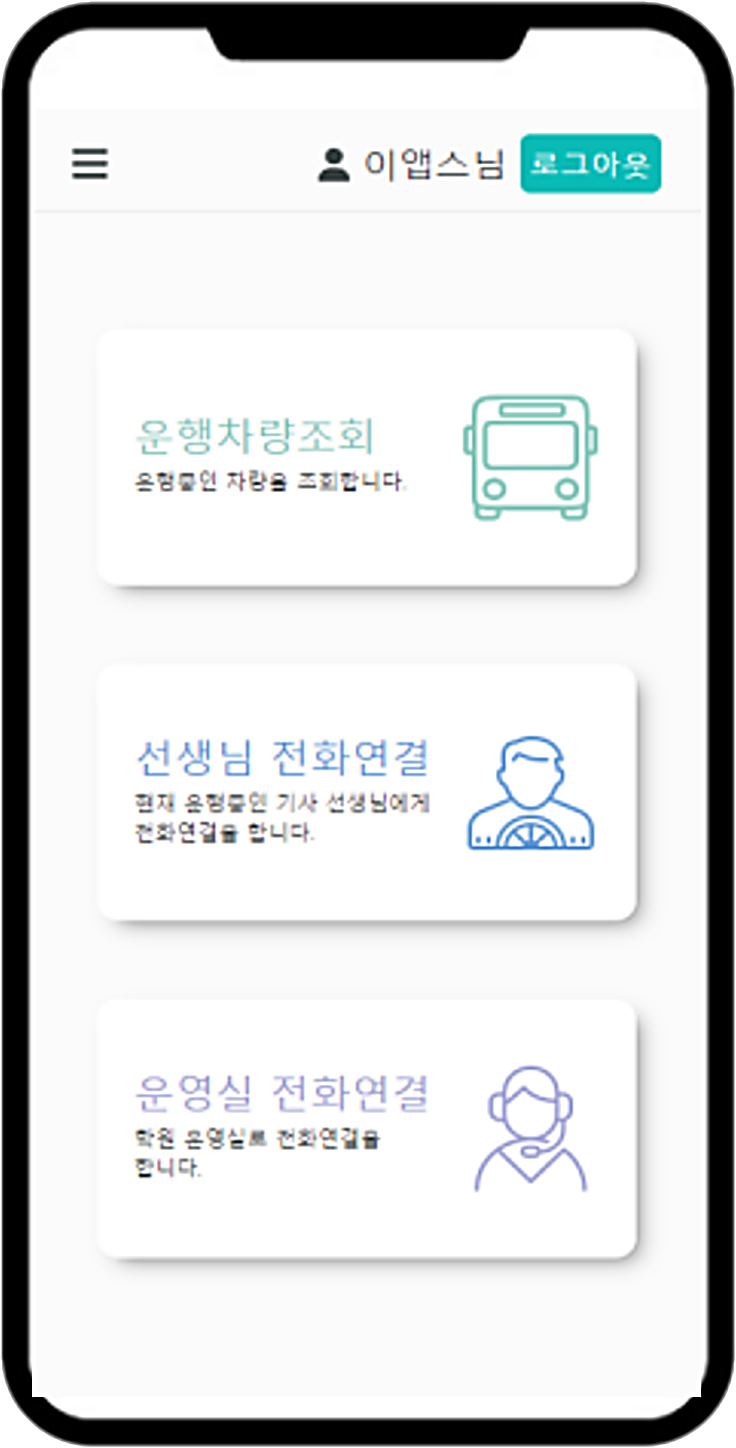 이앱스님 로그아웃
운행차량조회
운행중인 차량을 조회합니다.
선생님 전화연결
현재 운행중인 기사 선생님에게
전화연결을 합니다.
운영실 전화연결
학원 운영실로 전화연결을
합니다.